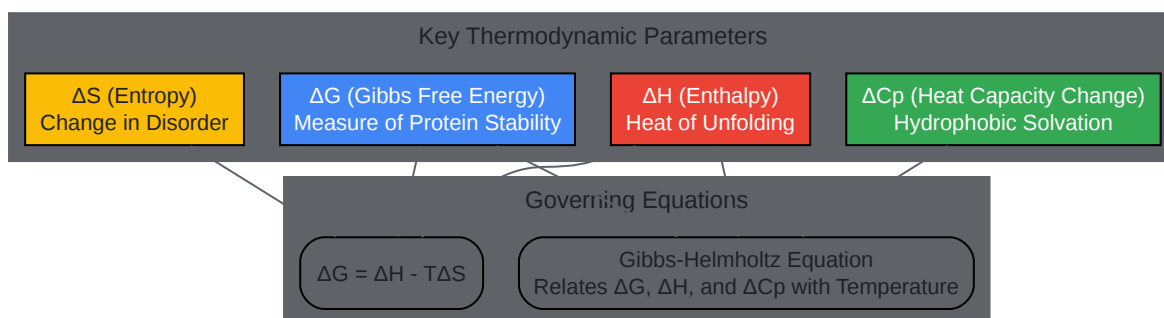 Key Thermodynamic Parameters
ΔS (Entropy)
Change in Disorder
ΔG (Gibbs Free Energy)
Measure of Protein Stability
ΔH (Enthalpy)
Heat of Unfolding
ΔCp (Heat Capacity Change)
Hydrophobic Solvation
Governing Equations
ΔG = ΔH - TΔS
Gibbs-Helmholtz Equation
Relates ΔG, ΔH, and ΔCp with Temperature